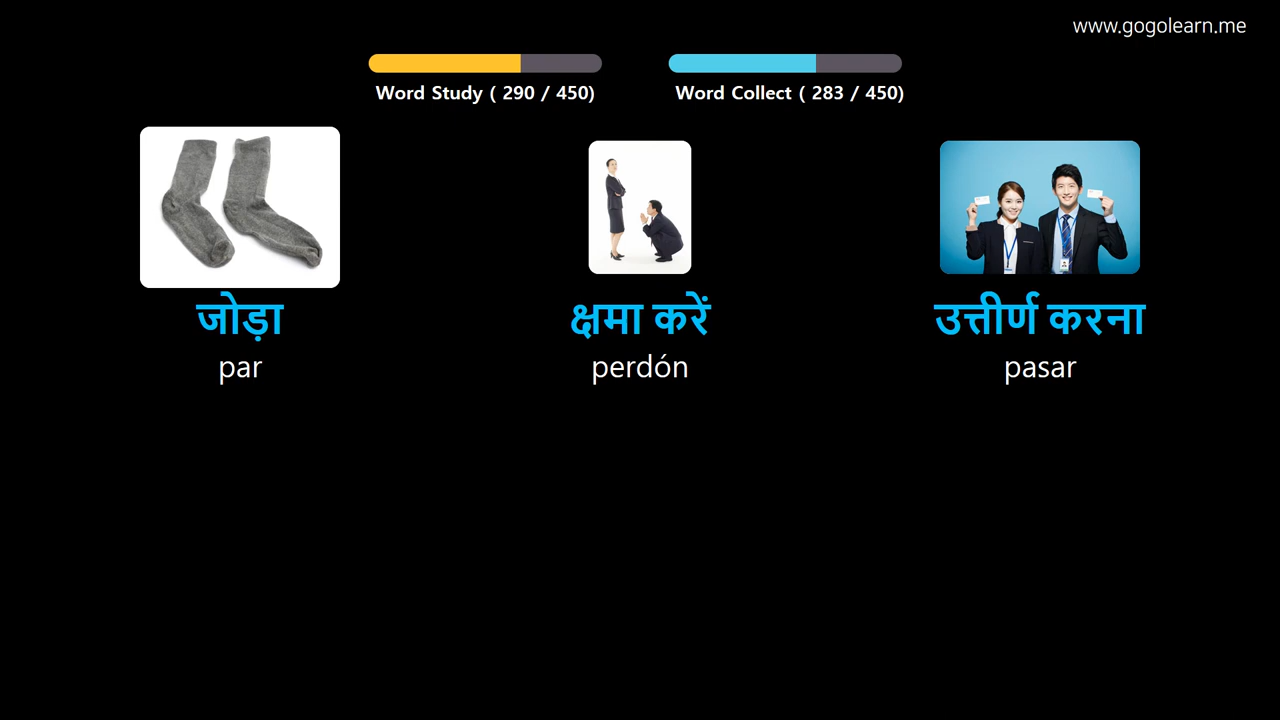 www.gogolearn.me
Word Study ( 290 / 450)
Word Collect ( 283 / 450)
जोड़ा
par
क्षमा करें
perdón
उत्तीर्ण करना
pasar